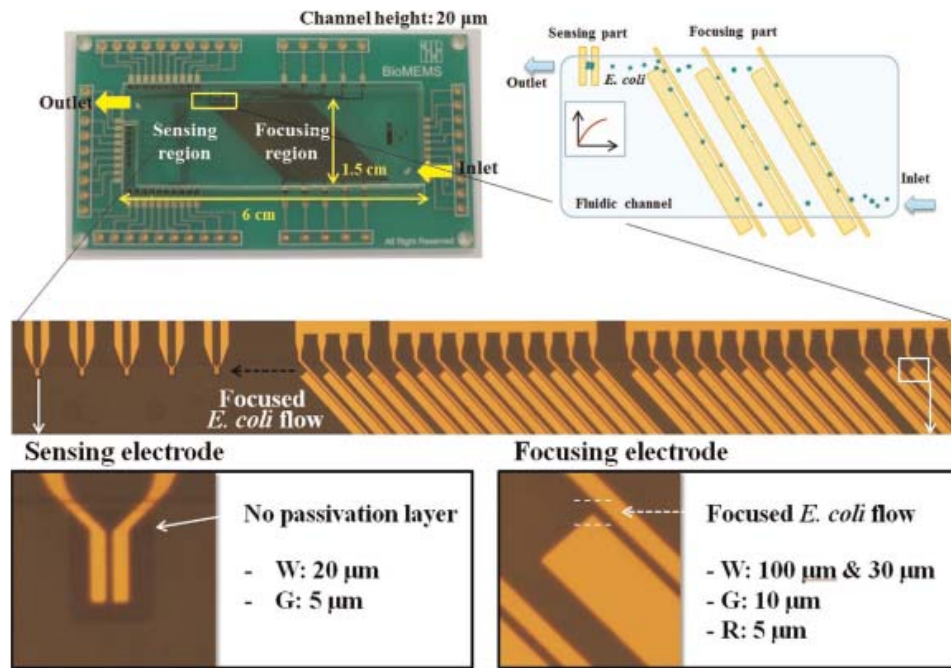 Channel height: 20 µm
BioMEMS
Outlet
Sensing
region
Focusing
region
1.5 cm
Inlet
6 cm
All Right Reserved
Sensing part
Focusing part
Outlet
E. coli
Inlet
Fluidic channel
Focused
E. coli flow
Sensing electrode
No passivation layer
- W: 20 µm
- G: 5 µm
Focusing electrode
Focused E. coli flow
- W: 100 µm & 30 µm
- G: 10 µm
- R: 5 µm